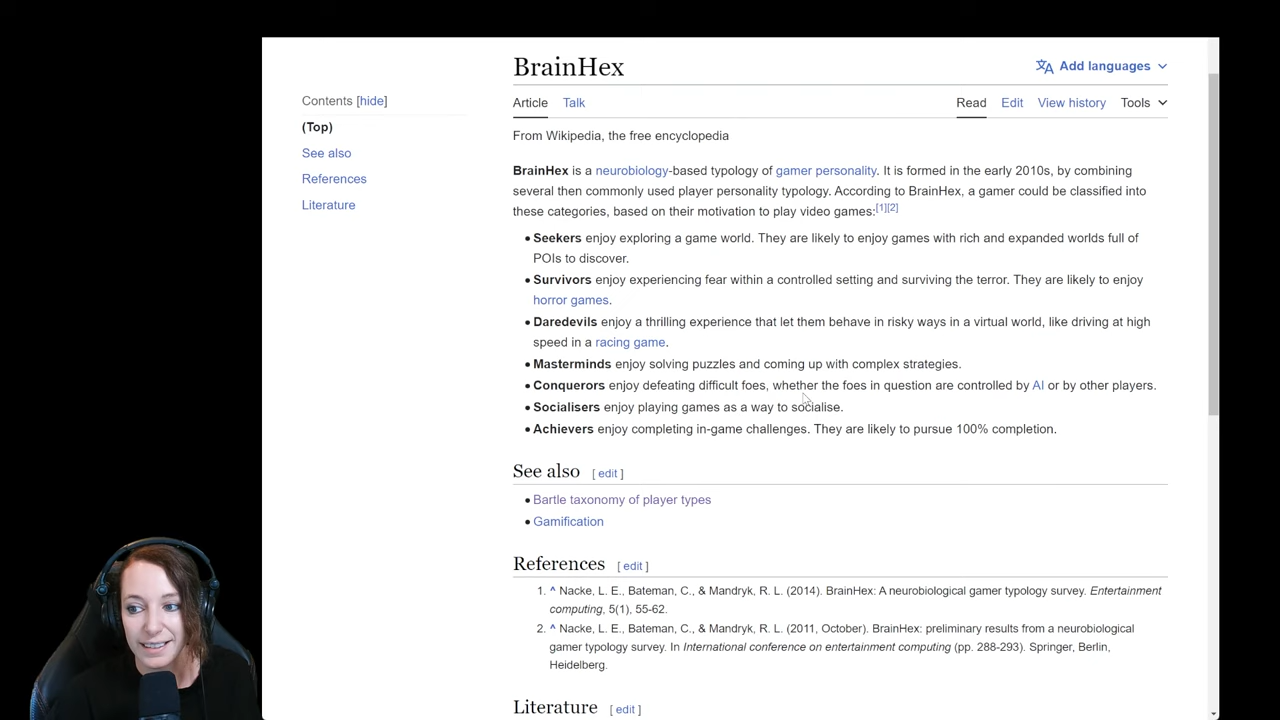 BrainHex
Add languages
Contents [hide]
Article Talk Read Edit View history Tools
(Top)
From Wikipedia, the free encyclopedia
See also
References
Literature
BrainHex is a neurobiology-based typology of gamer personality. It is formed in the early 2010s, by combining
several then commonly used player personality typology. According to BrainHex, a gamer could be classified into
these categories, based on their motivation to play video games:[1][2]
• Seekers enjoy exploring a game world. They are likely to enjoy games with rich and expanded worlds full of
POIs to discover.
• Survivors enjoy experiencing fear within a controlled setting and surviving the terror. They are likely to enjoy
horror games.
• Daredevils enjoy a thrilling experience that let them behave in risky ways in a virtual world, like driving at high
speed in a racing game.
• Masterminds enjoy solving puzzles and coming up with complex strategies.
• Conquerors enjoy defeating difficult foes, whether the foes in question are controlled by AI or by other players.
• Socialisers enjoy playing games as a way to socialise.
• Achievers enjoy completing in-game challenges. They are likely to pursue 100% completion.
See also [ edit ]
• Bartle taxonomy of player types
• Gamification
References [ edit ]
1. ^ Nacke, L. E., Bateman, C., & Mandryk, R. L. (2014). BrainHex: A neurobiological gamer typology survey. Entertainment
computing, 5(1), 55-62.
2. ^ Nacke, L. E., Bateman, C., & Mandryk, R. L. (2011, October). BrainHex: preliminary results from a neurobiological
gamer typology survey. In International conference on entertainment computing (pp. 288-293). Springer, Berlin,
Heidelberg.
Literature [ edit ]